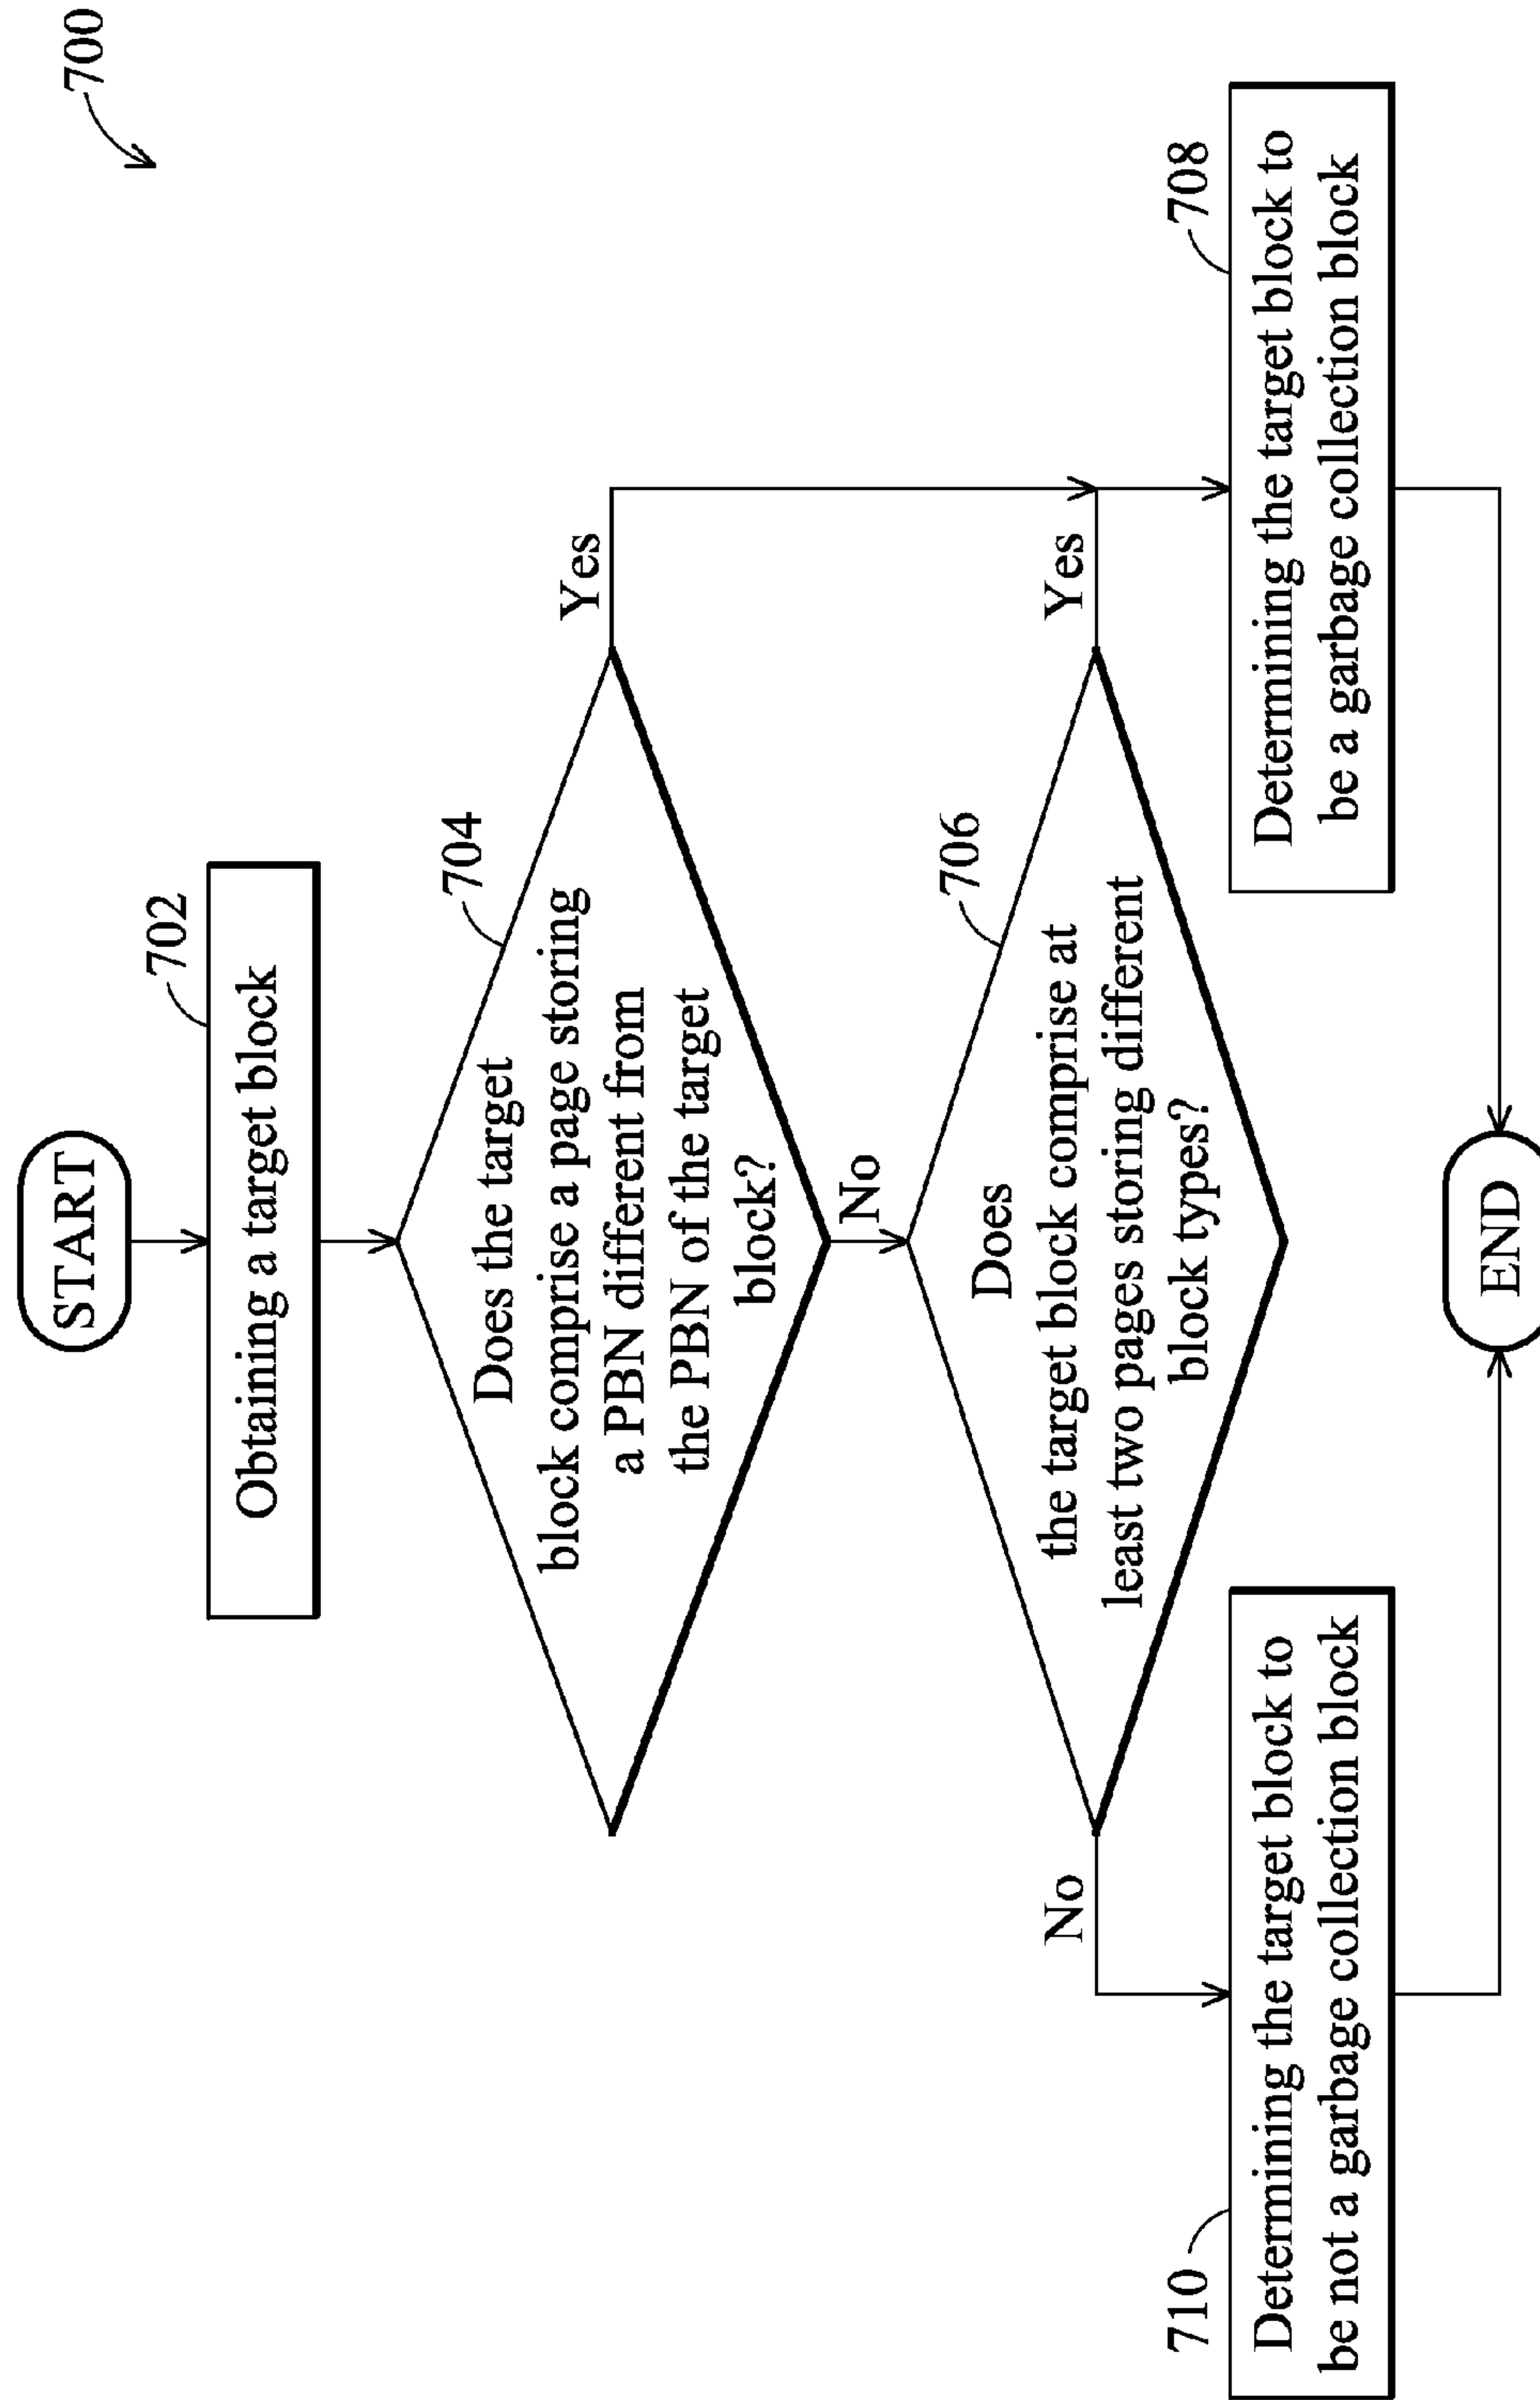 700
START
702
Obtaining a target block
704
Does the target
block comprise a page storing
a PBN different from
the PBN of the target
block?
Yes
No
706
Does
the target block comprise at
least two pages storing different
block types?
No
Yes
710
Determining the target block to
be not a garbage collection block
708
Determining the target block to
be a garbage collection block
END